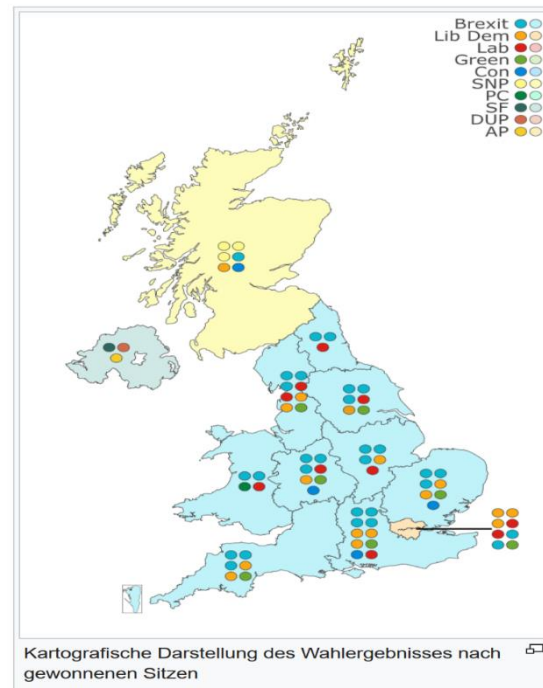 Brexit
Lib Dem
Lab
Green
Con
SNP
PC
SF
DUP
AP
Kartografische Darstellung des Wahlergebnisses nach
gewonnenen Sitzen